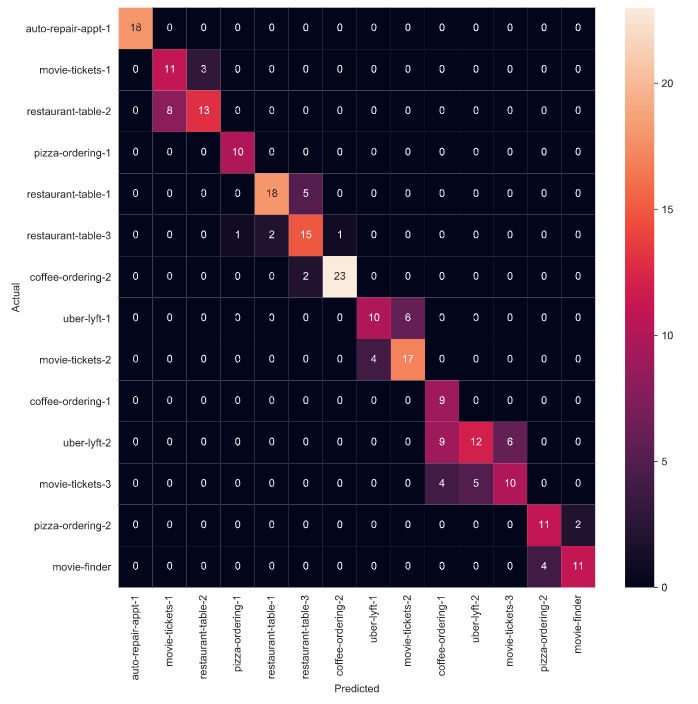 auto-repair-appt-1 18 0 0 0 0 0 0 0 0 0 0 0 0 0
movie-tickets-1 0 11 3 0 0 0 0 0 0 0 0 0 0 0
restaurant-table-2 0 8 13 0 0 0 0 0 0 0 0 0 0 0
pizza-ordering-1 0 0 0 10 0 0 0 0 0 0 0 0 0 0
restaurant-table-1 0 0 0 0 18 5 0 0 0 0 0 0 0 0
restaurant-table-3 0 0 0 1 2 15 1 0 0 0 0 0 0 0
coffee-ordering-2 0 0 0 0 0 2 23 0 0 0 0 0 0 0
uber-lyft-1 0 0 0 0 0 0 0 10 6 0 0 0 0 0
movie-tickets-2 0 0 0 0 0 0 0 4 17 0 0 0 0 0
coffee-ordering-1 0 0 0 0 0 0 0 0 0 9 0 0 0 0
uber-lyft-2 0 0 0 0 0 0 0 0 0 9 12 6 0 0
movie-tickets-3 0 0 0 0 0 0 0 0 0 4 5 10 0 0
pizza-ordering-2 0 0 0 0 0 0 0 0 0 0 0 0 11 2
movie-finder 0 0 0 0 0 0 0 0 0 0 0 0 4 11
Actual
auto-repair-appt-1
movie-tickets-1
restaurant-table-2
pizza-ordering-1
restaurant-table-1
restaurant-table-3
coffee-ordering-2
uber-lyft-1
movie-tickets-2
coffee-ordering-1
uber-lyft-2
movie-tickets-3
pizza-ordering-2
movie-finder
Predicted
20
15
10
5
0